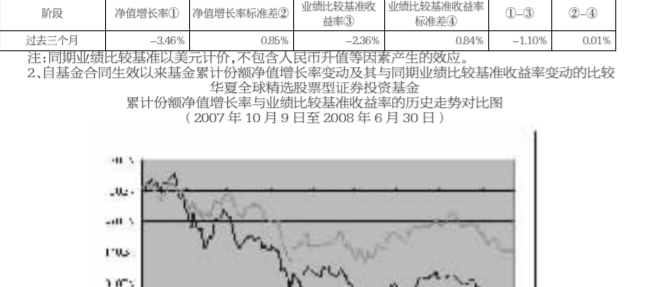 阶段 净值增长率① 净值增长率标准差② 业绩比较基准收益率③ 业绩比较基准收益率标准差④ ①-③ ②-④
过去三个月 -3.46% 0.85% -2.36% 0.84% -1.10% 0.01%
注:同期业绩比较基准以美元计价,不包含人民币升值等因素产生的效应。
2、自基金合同生效以来基金累计份额净值增长率变动及其与同期业绩比较基准收益率变动的比较
华夏全球精选股票型证券投资基金
累计份额净值增长率与业绩比较基准收益率的历史走势对比图
(2007年10月9日至2008年6月30日)